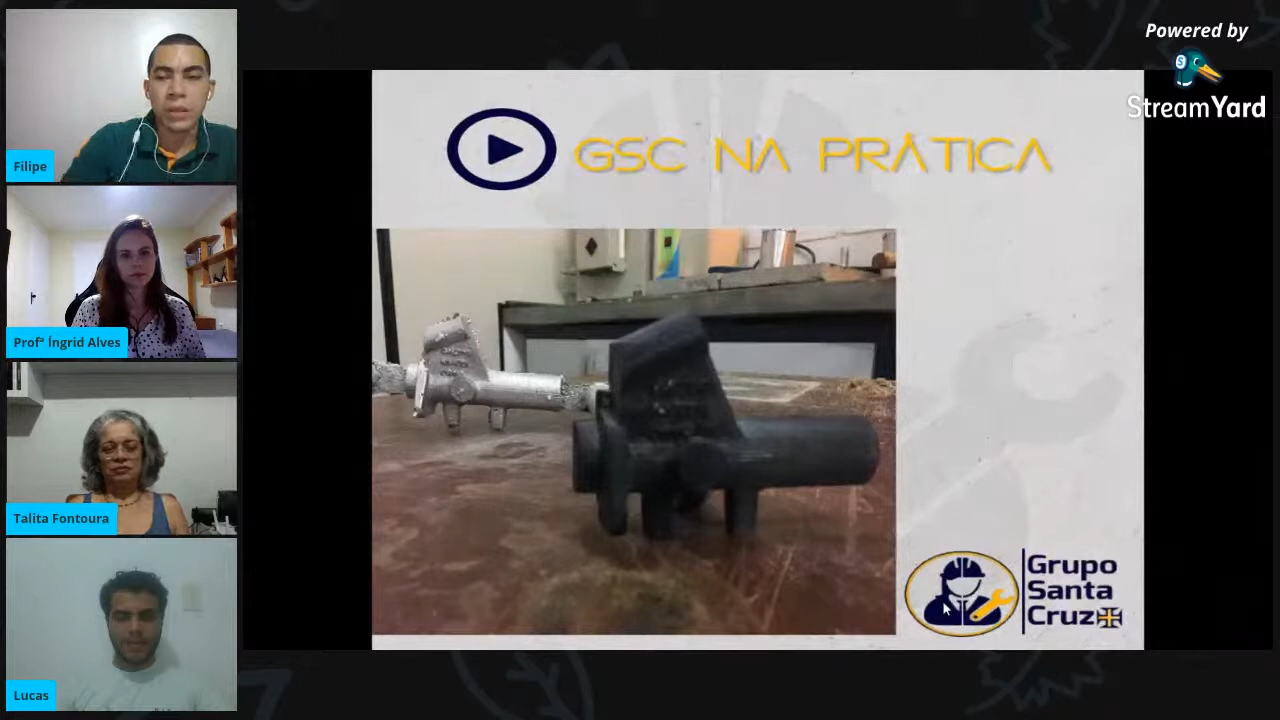 Powered by
StreamYard
Filipe
Profª Íngrid Alves
Talita Fontoura
Lucas
GSC NA PRÁTICA
Grupo
Santa
Cruz